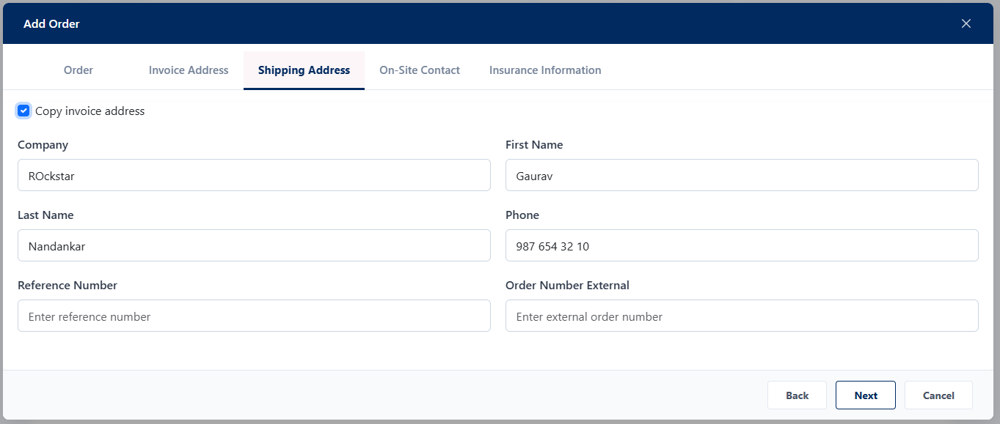 Add Order
Order Invoice Address Shipping Address On-Site Contact Insurance Information
Copy invoice address
Company First Name
ROckstar Gaurav
Last Name Phone
Nandankar 987 654 32 10
Reference Number Order Number External
Enter reference number Enter external order number
Back Next Cancel